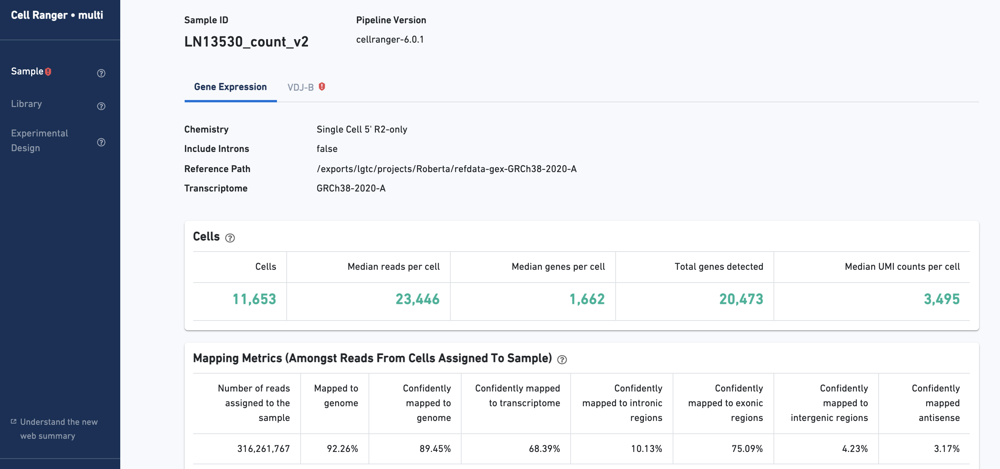 Cell Ranger • multi
Sample
Library
Experimental
Design
Understand the new
web summary
Sample ID
LN13530_count_v2
Pipeline Version
cellranger-6.0.1
Gene Expression
VDJ-B
Chemistry Single Cell 5' R2-only
Include Introns false
Reference Path /exports/lgtc/projects/Roberta/refdata-gex-GRCh38-2020-A
Transcriptome GRCh38-2020-A
Cells
Cells Median reads per cell Median genes per cell Total genes detected Median UMI counts per cell
11,653 23,446 1,662 20,473 3,495
Mapping Metrics (Amongst Reads From Cells Assigned To Sample)
Number of reads Mapped to Confidently Confidently mapped Confidently Confidently Confidently Confidently
assigned to the genome mapped to to transcriptome mapped to intronic mapped to exonic mapped to mapped
sample genome regions regions intergenic regions antisense
316,261,767 92.26% 89.45% 68.39% 10.13% 75.09% 4.23% 3.17%